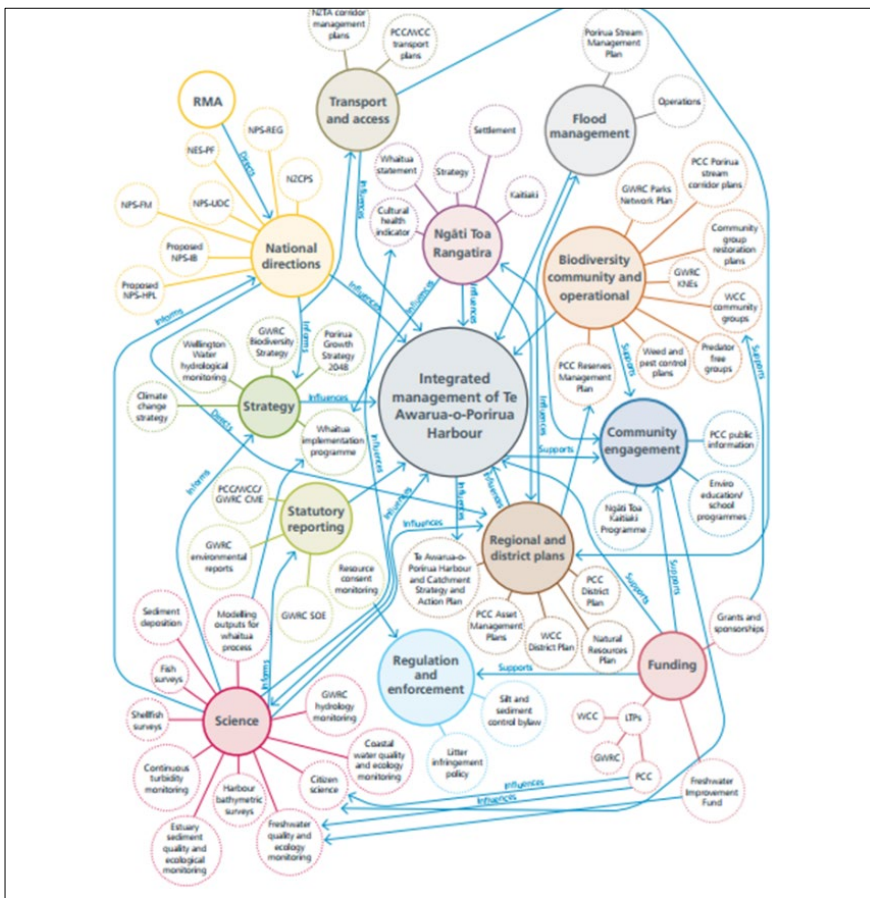 NZTA corridor
management
plans
PCC/WCC
transport
plans
Porirua Stream
Management
Plan
Transport
and access
RMA
Flood
management
Operations
NPS-REG
NES-PF
Directs
NZCPS
Influences
Settlement
Whaitua
statement
Strategy
Kaitiaki
PCC Porirua
stream
corridor plans
GWRC Parks
Network Plan
NPS-FM
NPS-UDC
Cultural
health
indicator
Ngāti Toa
Rangatira
Community
group
restoration
plans
National
directions
Proposed
NPS-IB
Proposed
NPS-HPL
Biodiversity
community and
operational
GWRC
KNEs
WCC
community
groups
Influences
Influences
Influences
Informs
Informs
GWRC
Biodiversity
Strategy
Porirua
Growth
Strategy
2048
Wellington
Water
hydrological
monitoring
Predator
free
groups
Weed and
pest control
plans
Supports
PCC Reserves
Management
Plan
Supports
Integrated
management of Te
Awarua-o-Porirua
Harbour
Climate
change
strategy
Strategy
Influences
Directs
Whaitua
implementation
programme
Influences
Influences
Community
engagement
PCC public
information
Supports
Informs
PCC/WCC/
GWRC CME
Statutory
reporting
Influences
Influences
Influences
Influences
Enviro
education/
school
programmes
Ngāti Toa
Kaitiaki
Programme
GWRC
environmental
reports
Regional and
district plans
Resource
consent
monitoring
Te Awarua-o-
Porirua Harbour
and Catchment
Strategy and
Action Plan
PCC
District
Plan
Supports
Supports
GWRC SOE
PCC Asset
Management
Plans
WCC
District Plan
Natural
Resources
Plan
Grants and
sponsorships
Sediment
deposition
Modelling
outputs for
whaitua
process
Regulation
and
enforcement
Supports
Funding
Fish
surveys
Science
GWRC
hydrology
monitoring
Silt and
sediment
control bylaw
Shellfish
surveys
WCC
LTPs
GWRC
PCC
Litter
infringement
policy
Coastal
water quality
and ecology
monitoring
Continuous
turbidity
monitoring
Harbour
bathymetric
surveys
Citizen
science
Influences
Influences
Freshwater
Improvement
Fund
Estuary
sediment
quality and
ecological
monitoring
Freshwater
quality and
ecology
monitoring